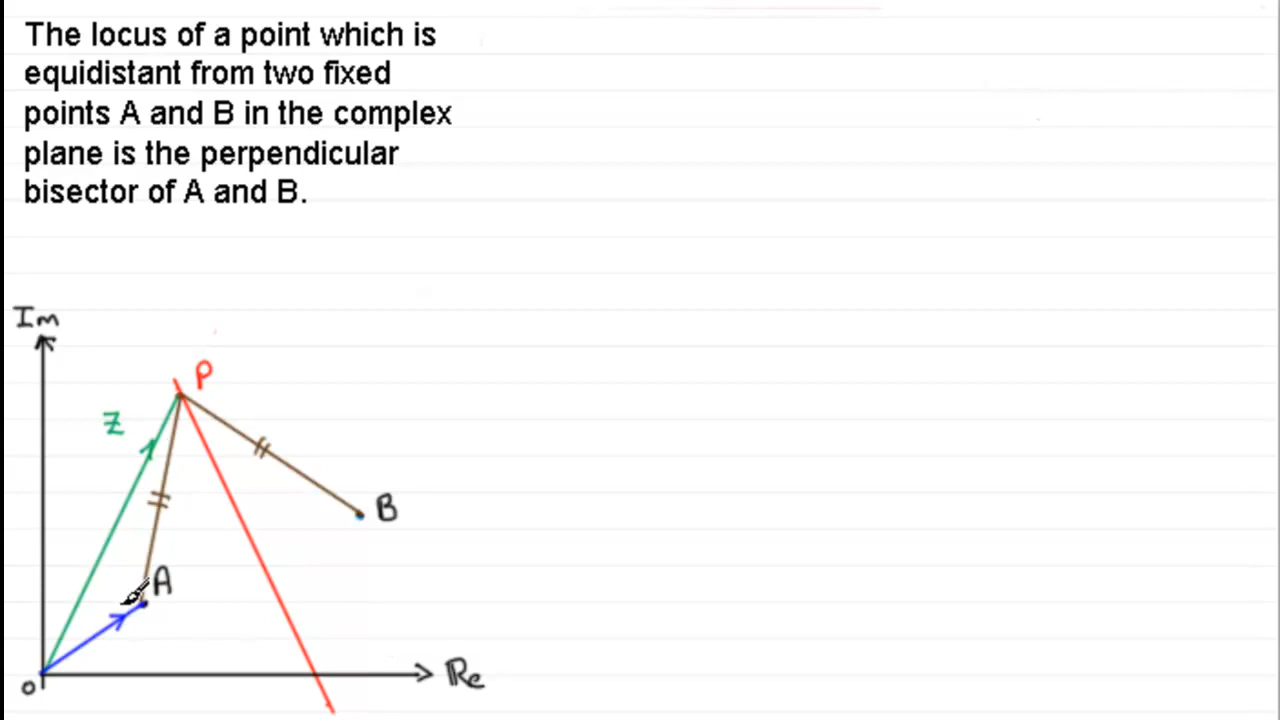 The locus of a point which is
equidistant from two fixed
points A and B in the complex
plane is the perpendicular
bisector of A and B.
Im
P
Z
B
A
O
Re